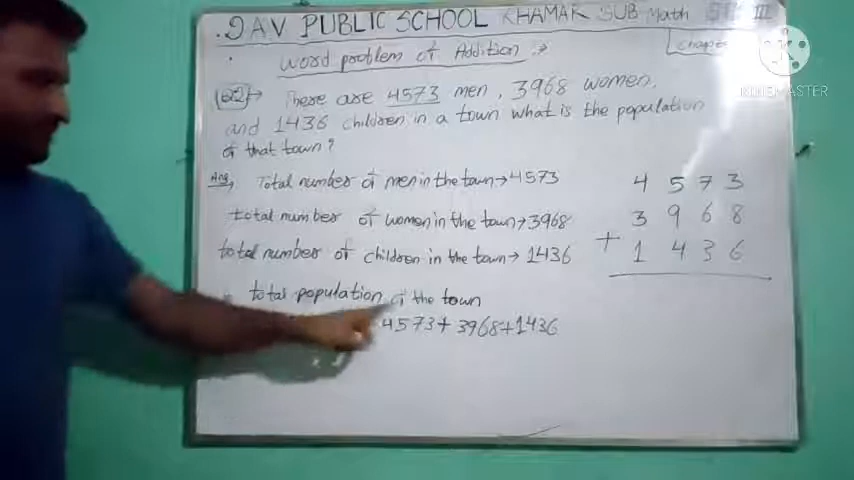 DAV PUBLIC SCHOOL KHAMAR SUB Math III
Word problem of Addition :→
chapt
Q2→ There are 4573 men, 3968 women,
and 1436 children in a town what is the population
of that town?
Ans, Total number of men in the town→4573
total number of women in the town→3968
total number of children in the town→1436
total population of the town
4573+3968+1436
4 5 7 3
3 9 6 8
+ 1 4 3 6
KINEMASTER